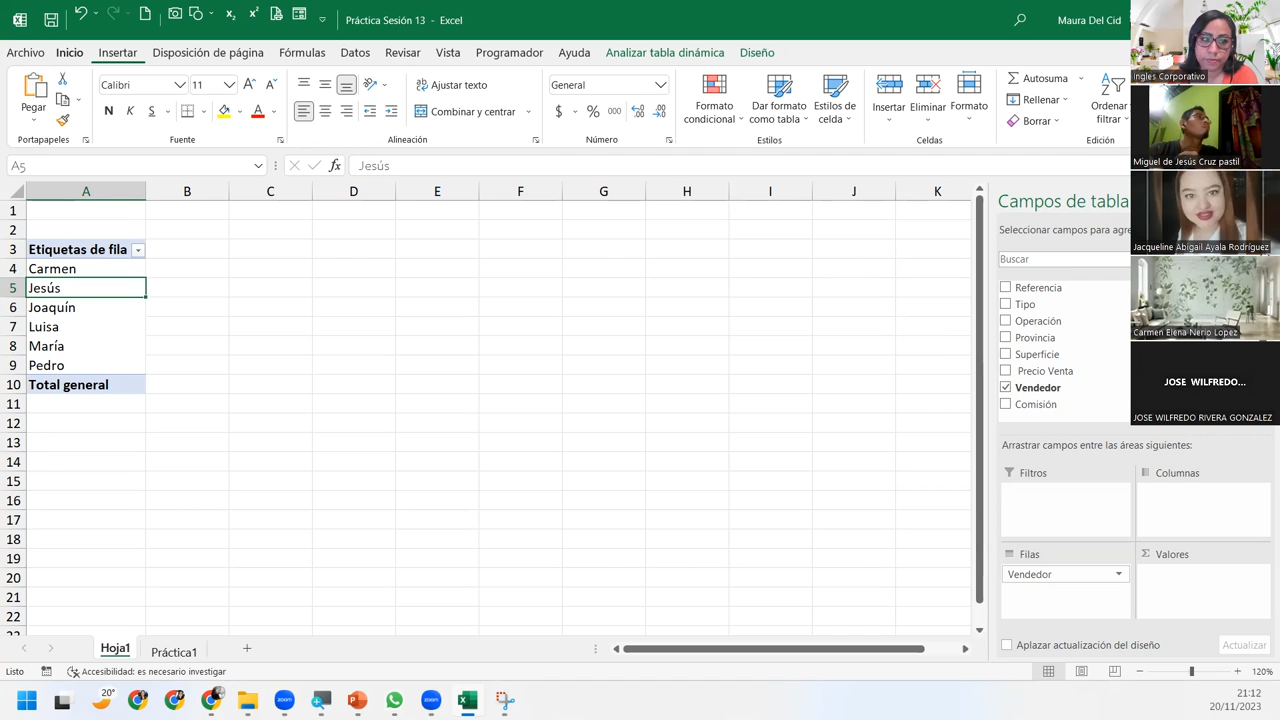 Práctica Sesión 13 - Excel
Maura Del Cid
Archivo Inicio Insertar Disposición de página Fórmulas Datos Revisar Vista Programador Ayuda Analizar tabla dinámica Diseño
Pegar
Calibri 11
N K S
Ajustar texto
Combinar y centrar
General
$ % 000
Formato condicional
Dar formato como tabla
Estilos de celda
Insertar
Eliminar
Formato
Autosuma
Rellenar
Borrar
Ordenar
filtrar
Portapapeles Fuente Alineación Número Estilos Celdas Edición
A5
fx Jesús
A B C D E F G H I J K
1
2
3 Etiquetas de fila
4 Carmen
5 Jesús
6 Joaquín
7 Luisa
8 María
9 Pedro
10 Total general
11
12
13
14
15
16
17
18
19
20
21
22
Campos de tabla
Seleccionar campos para agre
Buscar
Referencia
Tipo
Operación
Provincia
Superficie
Precio Venta
Vendedor
Comisión
Arrastrar campos entre las áreas siguientes:
Filtros
Columnas
Filas
Valores
Vendedor
Aplazar actualización del diseño
Actualizar
Ingles Corporativo
Miguel de Jesús Cruz pastil
Jacqueline Abigail Ayala Rodríguez
Carmen Elena Nerio Lopez
JOSE WILFREDO...
JOSE WILFREDO RIVERA GONZALEZ
Hoja1 Práctica1
Listo
Accesibilidad: es necesario investigar
120%
20°
zoom
zoom
21:12
20/11/2023